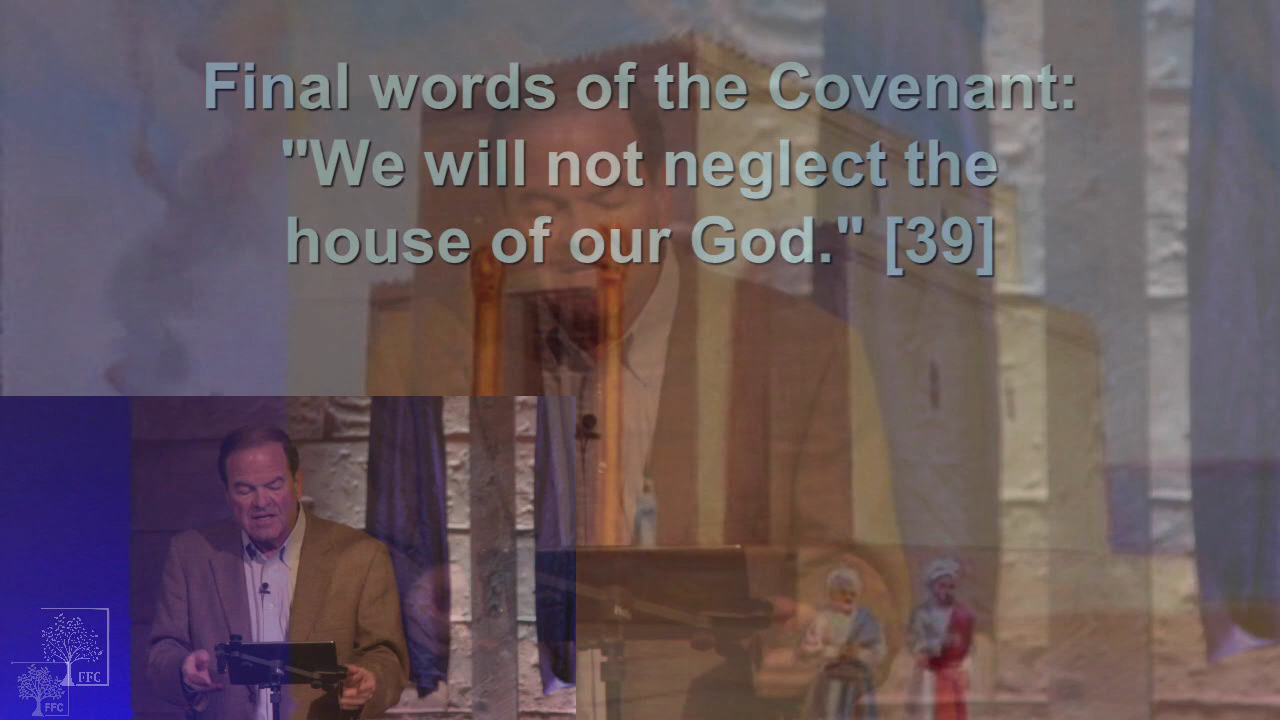 Final words of the Covenant:
"We will not neglect the
house of our God." [39]
FFC
FFC